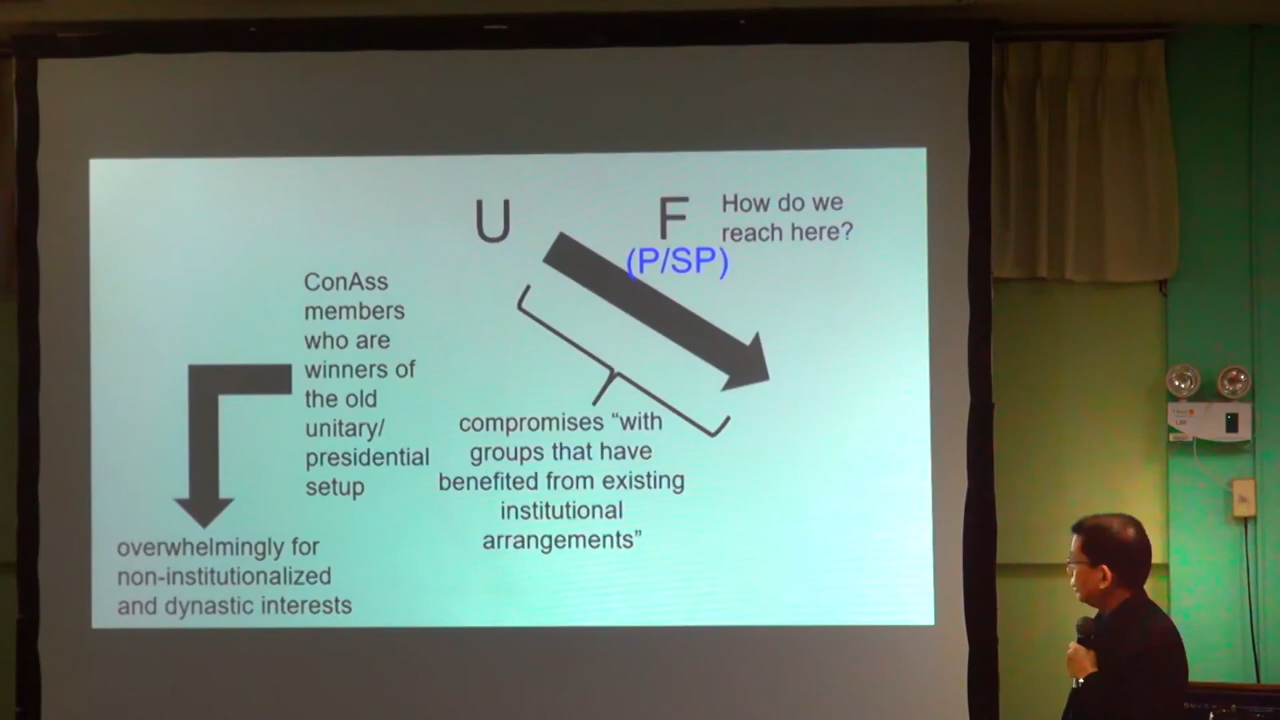 U
F
How do we
reach here?
(P/SP)
ConAss
members
who are
winners of
the old
unitary/
presidential
setup
compromises “with
groups that have
benefited from existing
institutional
arrangements”
overwhelmingly for
non-institutionalized
and dynastic interests